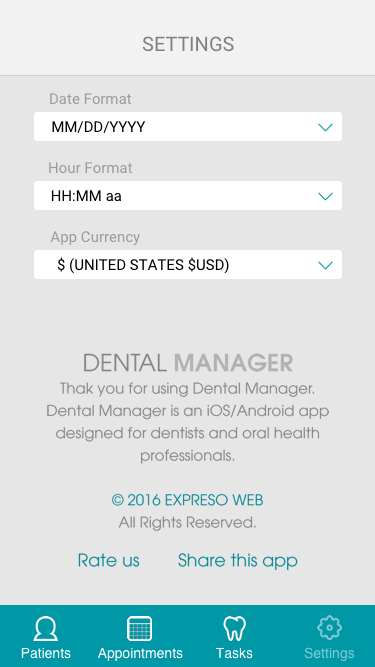 SETTINGS
Date Format
MM/DD/YYYY
Hour Format
HH:MM aa
App Currency
$ (UNITED STATES $USD)
DENTAL MANAGER
Thak you for using Dental Manager.
Dental Manager is an iOS/Android app
designed for dentists and oral health
professionals.
© 2016 EXPRESO WEB
All Rights Reserved.
Rate us Share this app
Patients Appointments Tasks Settings